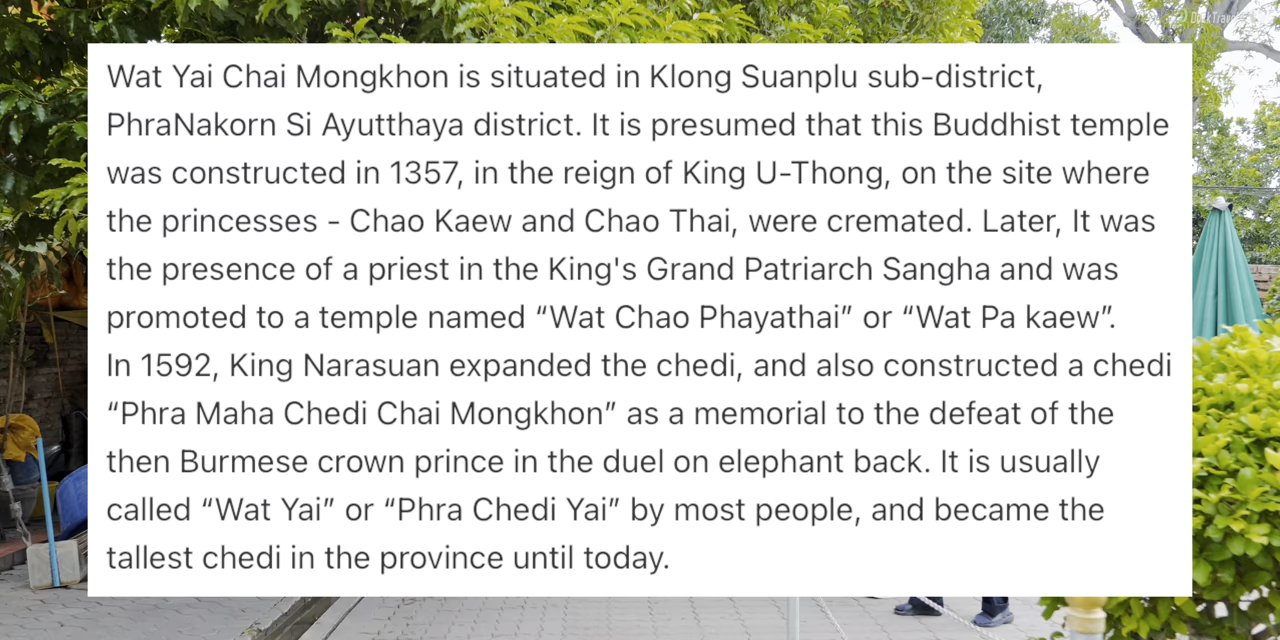 Wat Yai Chai Mongkhon is situated in Klong Suanplu sub-district,
PhraNakorn Si Ayutthaya district. It is presumed that this Buddhist temple
was constructed in 1357, in the reign of King U-Thong, on the site where
the princesses - Chao Kaew and Chao Thai, were cremated. Later, It was
the presence of a priest in the King's Grand Patriarch Sangha and was
promoted to a temple named “Wat Chao Phayathai” or “Wat Pa kaew”.
In 1592, King Narasuan expanded the chedi, and also constructed a chedi
“Phra Maha Chedi Chai Mongkhon” as a memorial to the defeat of the
then Burmese crown prince in the duel on elephant back. It is usually
called “Wat Yai” or “Phra Chedi Yai” by most people, and became the
tallest chedi in the province until today.